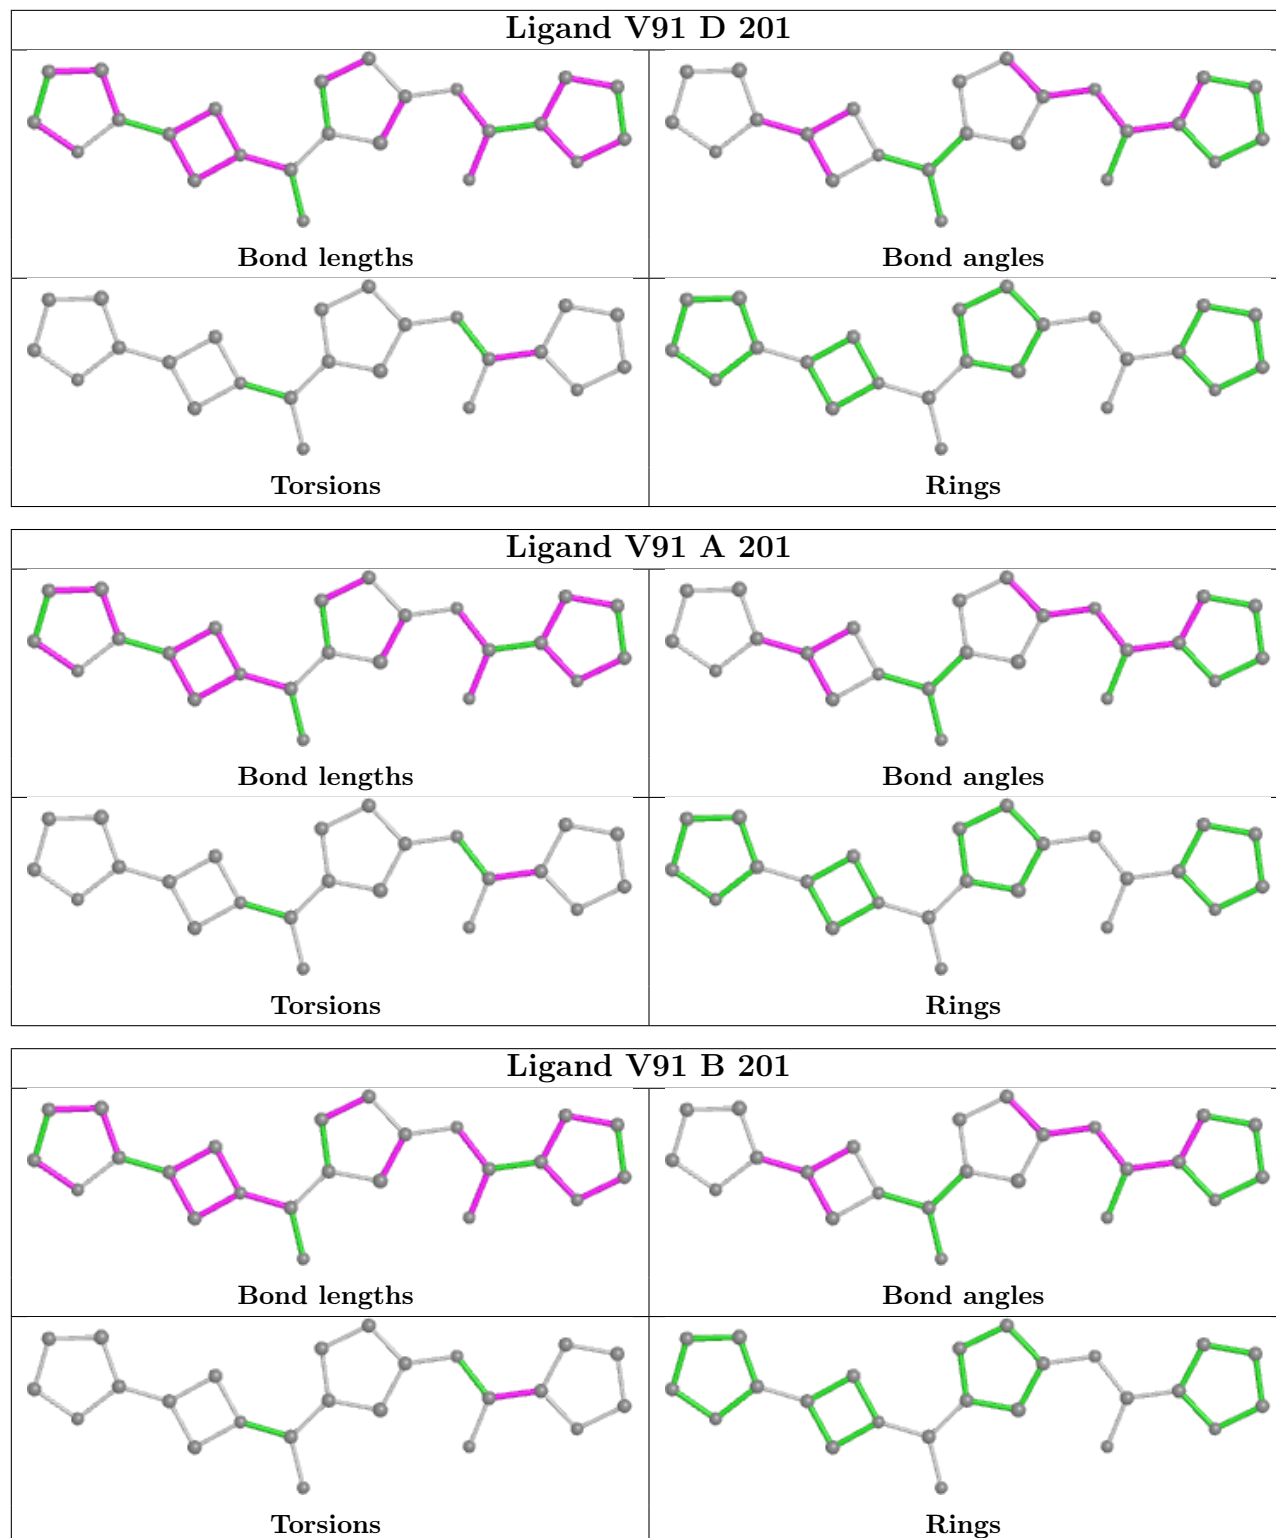 Ligand V91 D 201
Bond lengths
Bond angles
Torsions
Rings
Ligand V91 A 201
Bond lengths
Bond angles
Torsions
Rings
Ligand V91 B 201
Bond lengths
Bond angles
Torsions
Rings